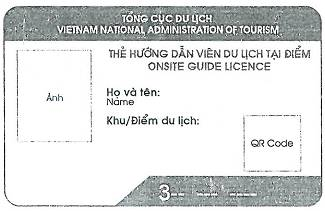 TỔNG CỤC DU LỊCH
VIETNAM NATIONAL ADMINISTRATION OF TOURISM
THẺ HƯỚNG DẪN VIÊN DU LỊCH TẠI ĐIỂM
ONSITE GUIDE LICENCE
Ảnh
Họ và tên:
Name
Khu/Điểm du lịch:
QR Code
3-- --- ---